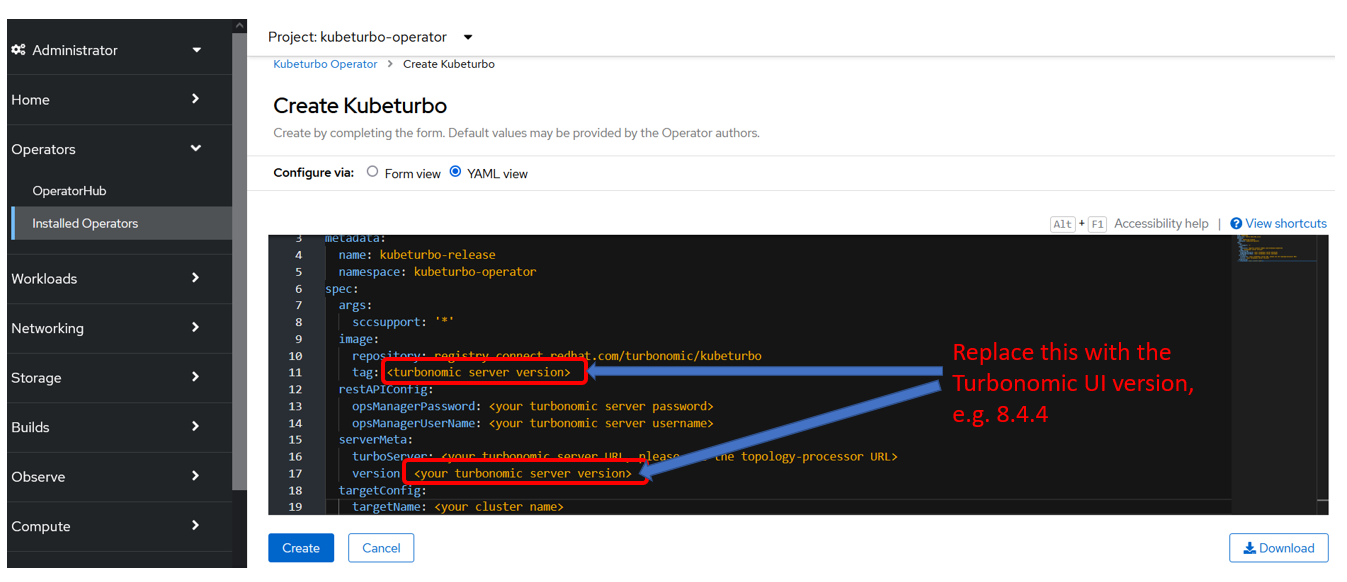 Administrator
Home
Operators
OperatorHub
Installed Operators
Workloads
Networking
Storage
Builds
Observe
Compute
Project: kubeturbo-operator
Kubeturbo Operator > Create Kubeturbo
Create Kubeturbo
Create by completing the form. Default values may be provided by the Operator authors.
Configure via: Form view YAML view
Alt + F1 Accessibility help | View shortcuts
3 metadata:
4 name: kubeturbo-release
5 namespace: kubeturbo-operator
6 spec:
7 args:
8 sccsupport: '*'
9 image:
10 repository: registry.connect.redhat.com/turbonomic/kubeturbo
11 tag: <turbonomic server version>
12 restAPIConfig:
13 opsManagerPassword: <your turbonomic server password>
14 opsManagerUserName: <your turbonomic server username>
15 serverMeta:
16 turboServer: <your turbonomic server URL, please the topology-processor URL>
17 version <your turbonomic server version>
18 targetConfig:
19 targetName: <your cluster name>
Replace this with the
Turbonomic UI version,
e.g. 8.4.4
Create
Cancel
Download